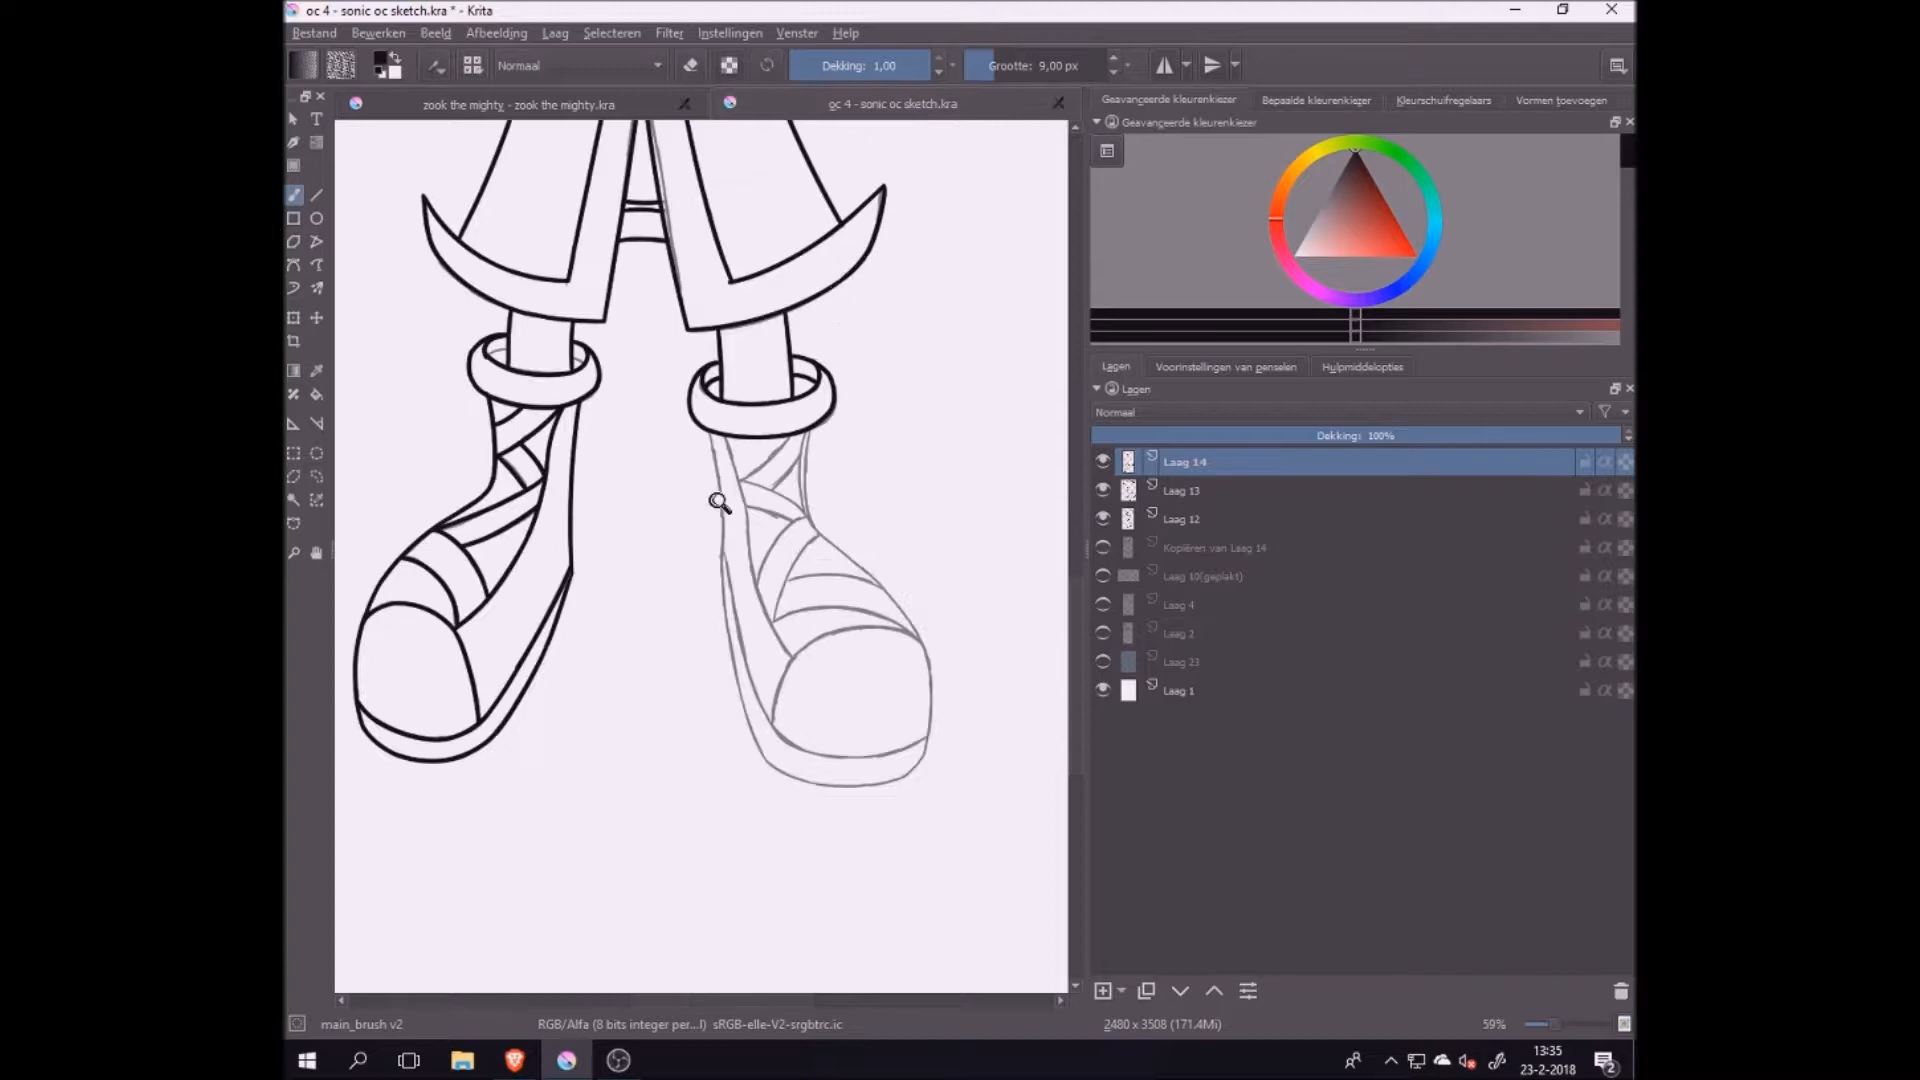 oc 4 - sonic oc sketch.kra * - Krita
Bestand Bewerken Beeld Afbeelding Laag Selecteren Filter Instellingen Venster Help
Normaal Dekking: 1,00 Grootte: 9,00 px
zook the mighty - zook the mighty.kra oc 4 - sonic oc sketch.kra
Geavanceerde kleurenkiezer Bepaalde kleurenkiezer Kleurschuifregelaars Vormen toevoegen
Geavanceerde kleurenkiezer
Lagen Voorinstellingen van penselen Hulpmiddelopties
Lagen
Normaal
Dekking: 100%
Laag 14
Laag 13
Laag 12
Kopiëren van Laag 14
Laag 10(geplakt)
Laag 4
Laag 2
Laag 23
Laag 1
main_brush v2 RGB/Alfa (8 bits integer per...l) sRGB-elle-V2-srgbtrc.ic 2480 x 3508 (171.4Mi) 59%
13:35
23-2-2018
2